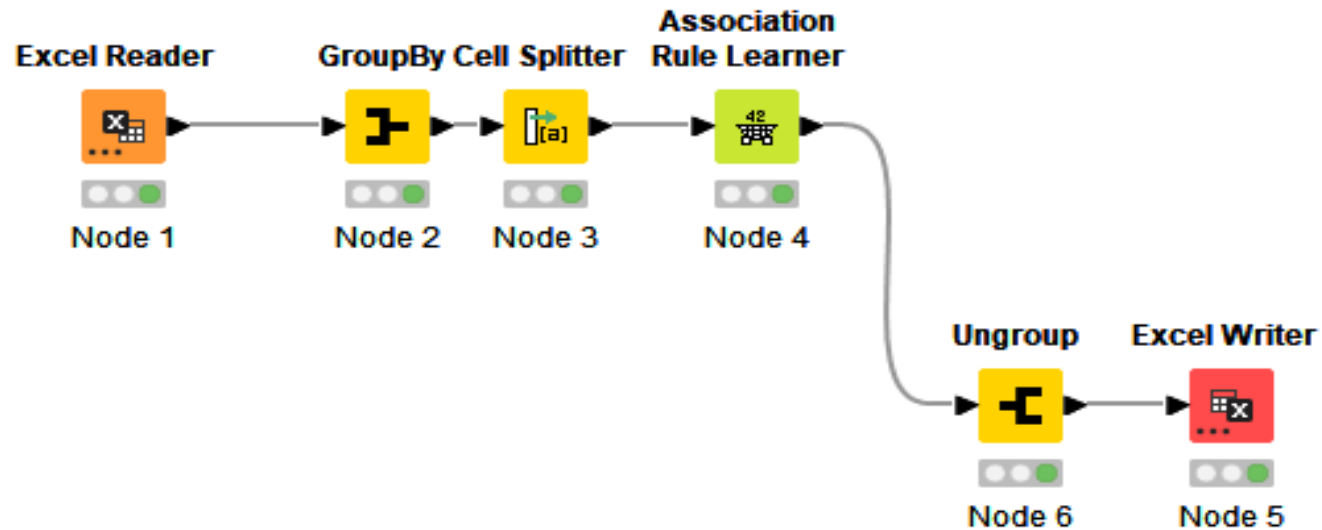 Association
Excel Reader GroupBy Cell Splitter Rule Learner
X
[a]
42
Node 1 Node 2 Node 3 Node 4
Ungroup Excel Writer
X
Node 6 Node 5